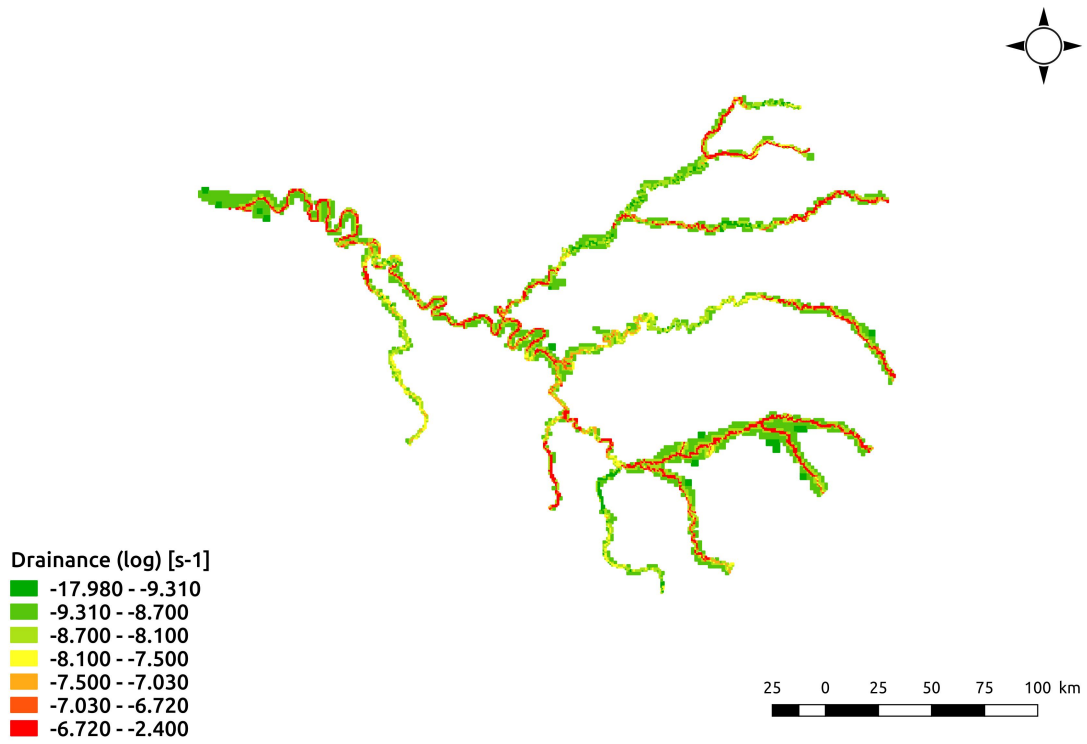 Drainance (log) [s-1]
-17.980 - -9.310
-9.310 - -8.700
-8.700 - -8.100
-8.100 - -7.500
-7.500 - -7.030
-7.030 - -6.720
-6.720 - -2.400
25 0 25 50 75 100 km